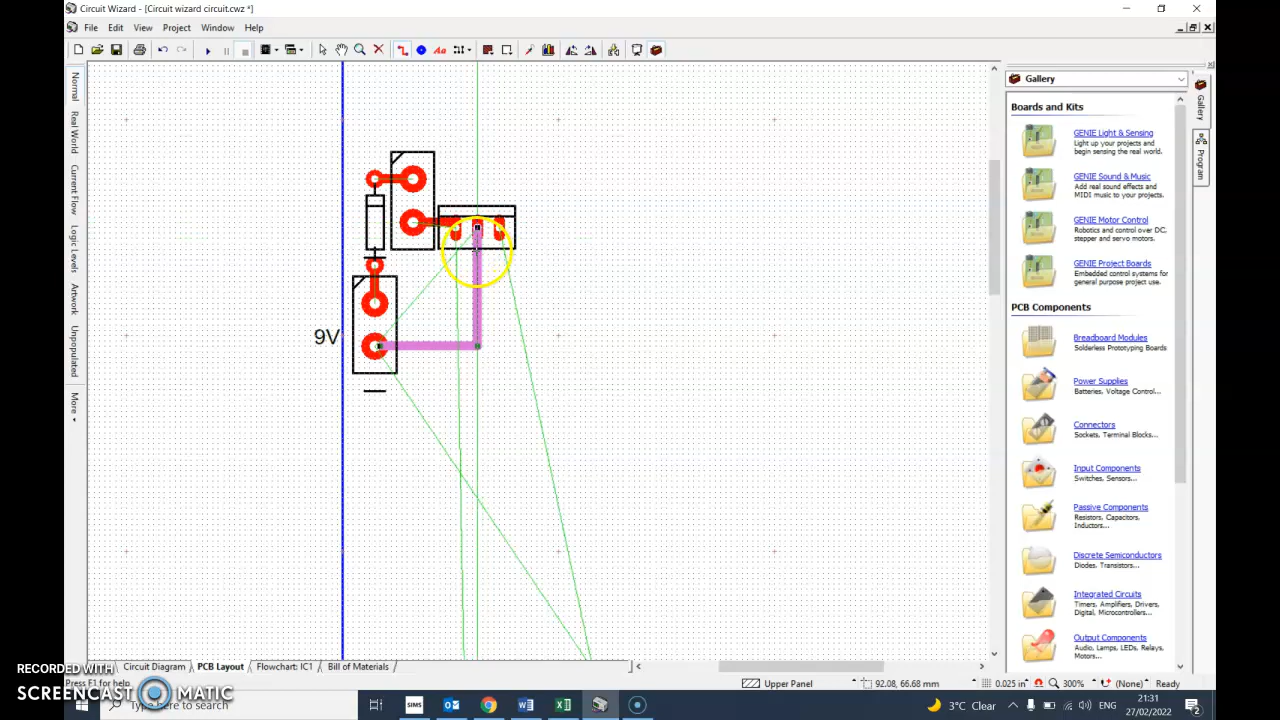 Circuit Wizard - [Circuit wizard circuit.cwz *]
File Edit View Project Window Help
Aa
Normal
Real World
Current Flow
Logic Levels
Artwork
Unpopulated
More
9V
Gallery
Gallery
Program
Boards and Kits
GENIE Light & Sensing
Light up your projects and
begin sensing the real world.
GENIE Sound & Music
Add real sound effects and
MIDI music to your projects.
GENIE Motor Control
Robotics and control over DC,
stepper and servo motors.
GENIE Project Boards
Embedded control systems for
general purpose project use.
PCB Components
Breadboard Modules
Solderless Prototyping Boards
Power Supplies
Batteries, Voltage Control...
Connectors
Sockets, Terminal Blocks...
Input Components
Switches, Sensors...
Passive Components
Resistors, Capacitors,
Inductors...
Discrete Semiconductors
Diodes, Transistors...
Integrated Circuits
Timers, Amplifiers, Drivers,
Digital, Microcontrollers...
Output Components
Audio, Lamps, LEDs, Relays,
Motors...
Circuit Diagram PCB Layout Flowchart: IC1 Bill of Materials
Press F1 for help
Upper Panel 92.08, 66.68 mm 0.025 in 300% (None) Ready
RECORDED WITH
SCREENCAST MATIC
Type here to search
SIMS
3°C Clear ENG 21:31
27/02/2022
2